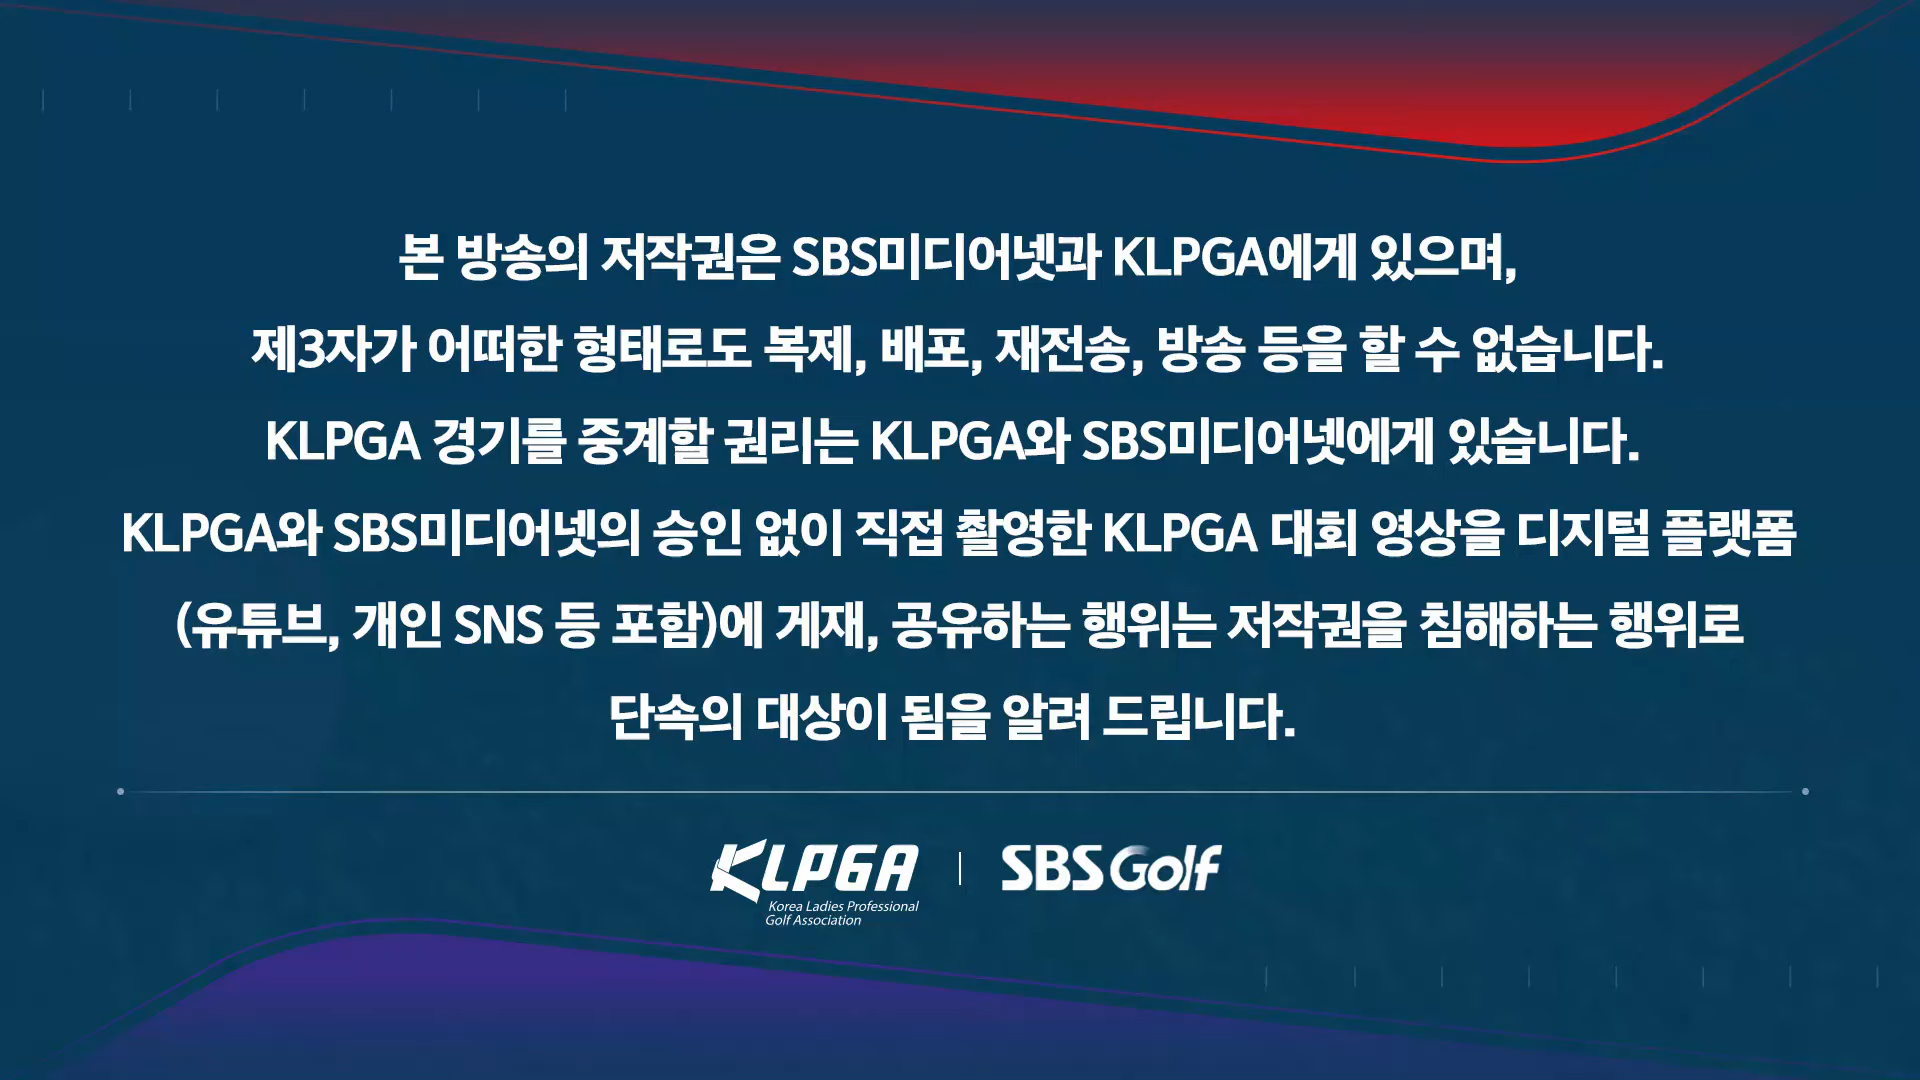 본 방송의 저작권은 SBS미디어넷과 KLPGA에게 있으며,
제3자가 어떠한 형태로도 복제, 배포, 재전송, 방송 등을 할 수 없습니다.
KLPGA 경기를 중계할 권리는 KLPGA와 SBS미디어넷에게 있습니다.
KLPGA와 SBS미디어넷의 승인 없이 직접 촬영한 KLPGA 대회 영상을 디지털 플랫폼
(유튜브, 개인 SNS 등 포함)에 게재, 공유하는 행위는 저작권을 침해하는 행위로
단속의 대상이 됨을 알려 드립니다.
KLPGA
Korea Ladies Professional
Golf Association
SBS Golf